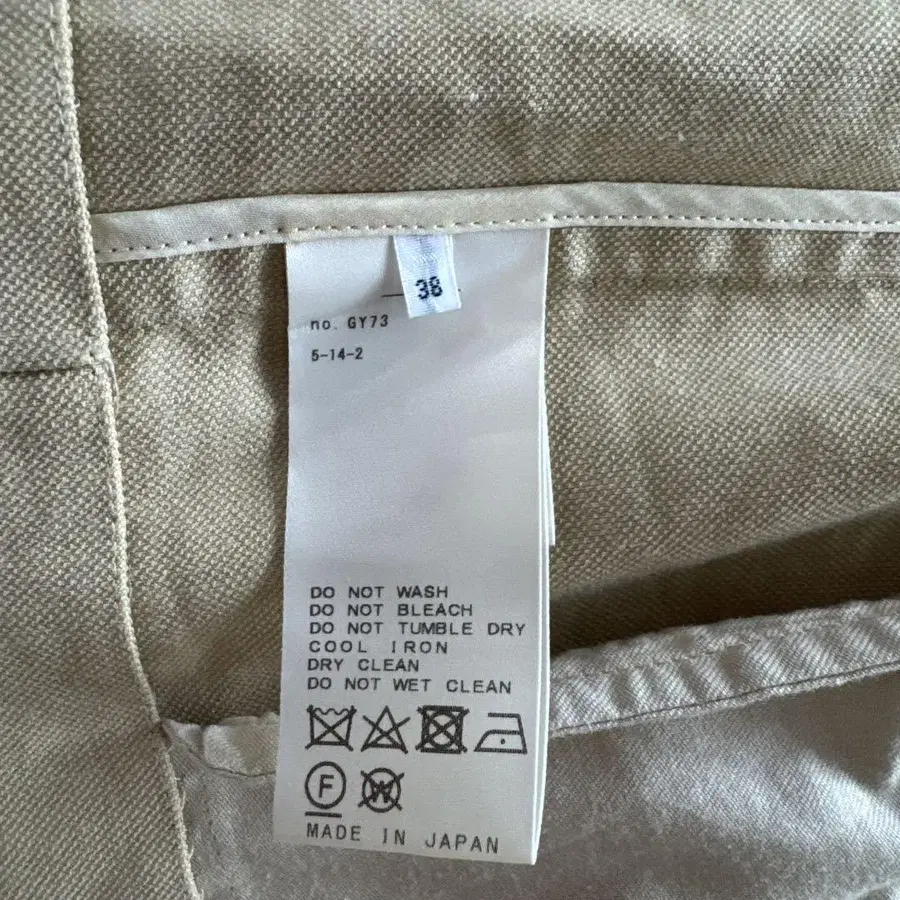 38
no. GY73
5-14-2
DO NOT WASH
DO NOT BLEACH
DO NOT TUMBLE DRY
COOL IRON
DRY CLEAN
DO NOT WET CLEAN
F W
MADE IN JAPAN